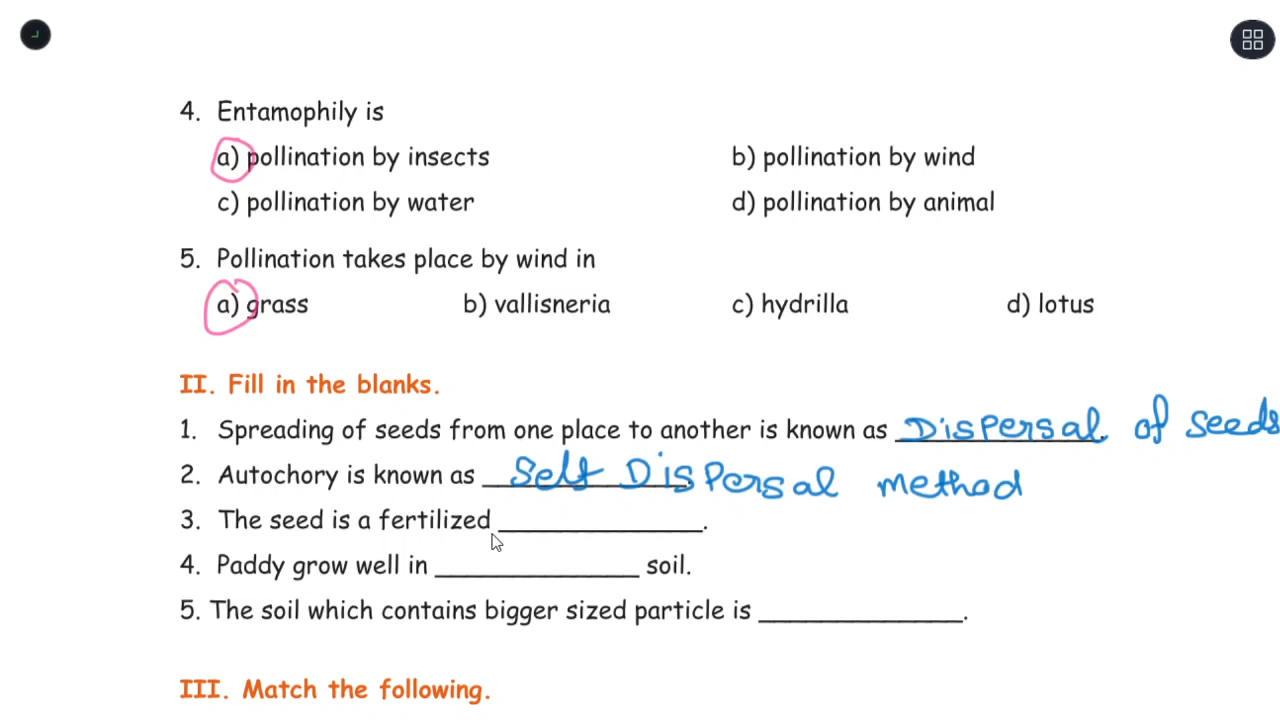 4. Entamophily is
a) pollination by insects b) pollination by wind
c) pollination by water d) pollination by animal
5. Pollination takes place by wind in
a) grass b) vallisneria c) hydrilla d) lotus
II. Fill in the blanks.
1. Spreading of seeds from one place to another is known as Dispersal of seeds.
2. Autochory is known as Self Dispersal method.
3. The seed is a fertilized ______________.
4. Paddy grow well in ______________ soil.
5. The soil which contains bigger sized particle is ______________.
III. Match the following.